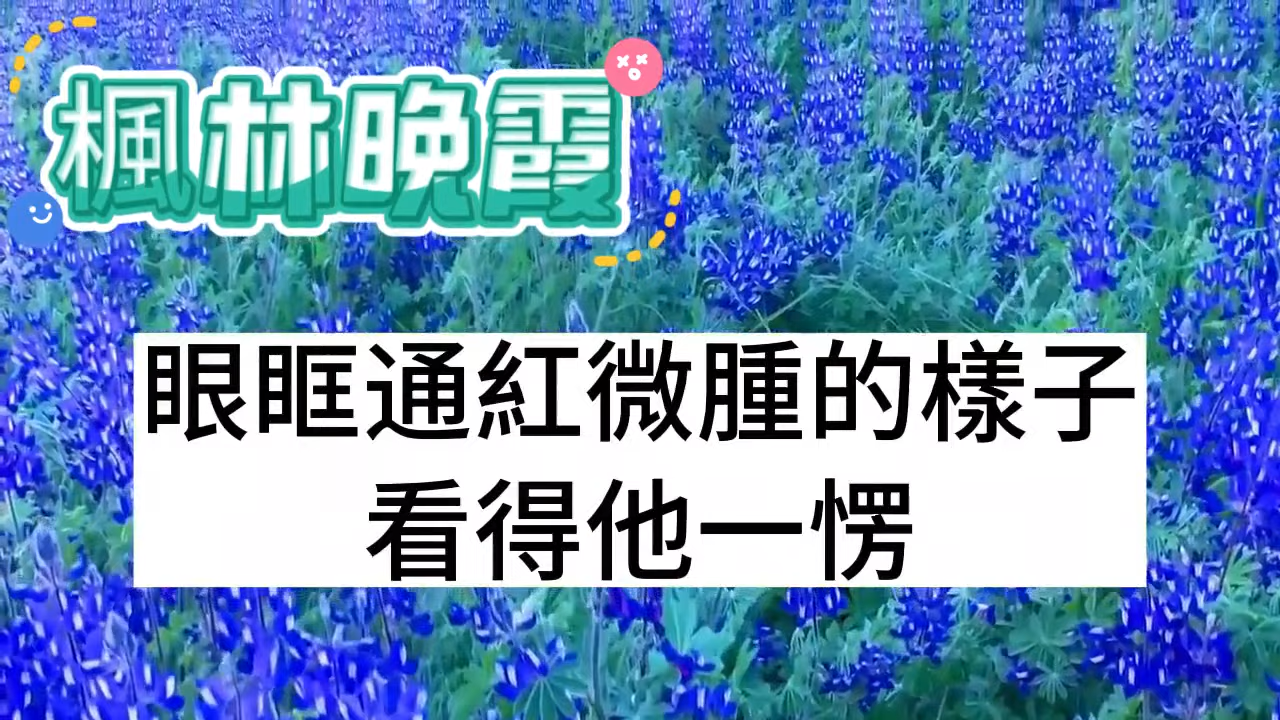 楓林晚霞
眼眶通紅微腫的樣子
看得他一愣